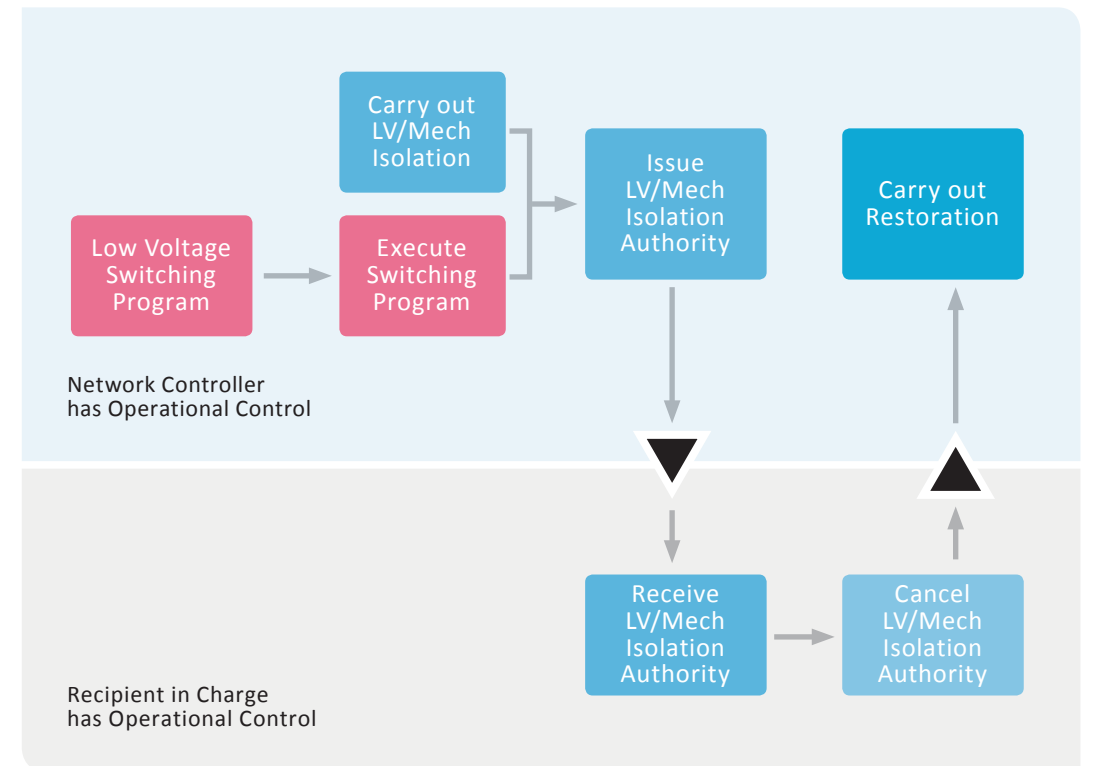 Carry out
LV/Mech
Isolation
Issue
LV/Mech
Isolation
Authority
Carry out
Restoration
Low Voltage
Switching
Program
Execute
Switching
Program
Network Controller
has Operational Control
Receive
LV/Mech
Isolation
Authority
Cancel
LV/Mech
Isolation
Authority
Recipient in Charge
has Operational Control